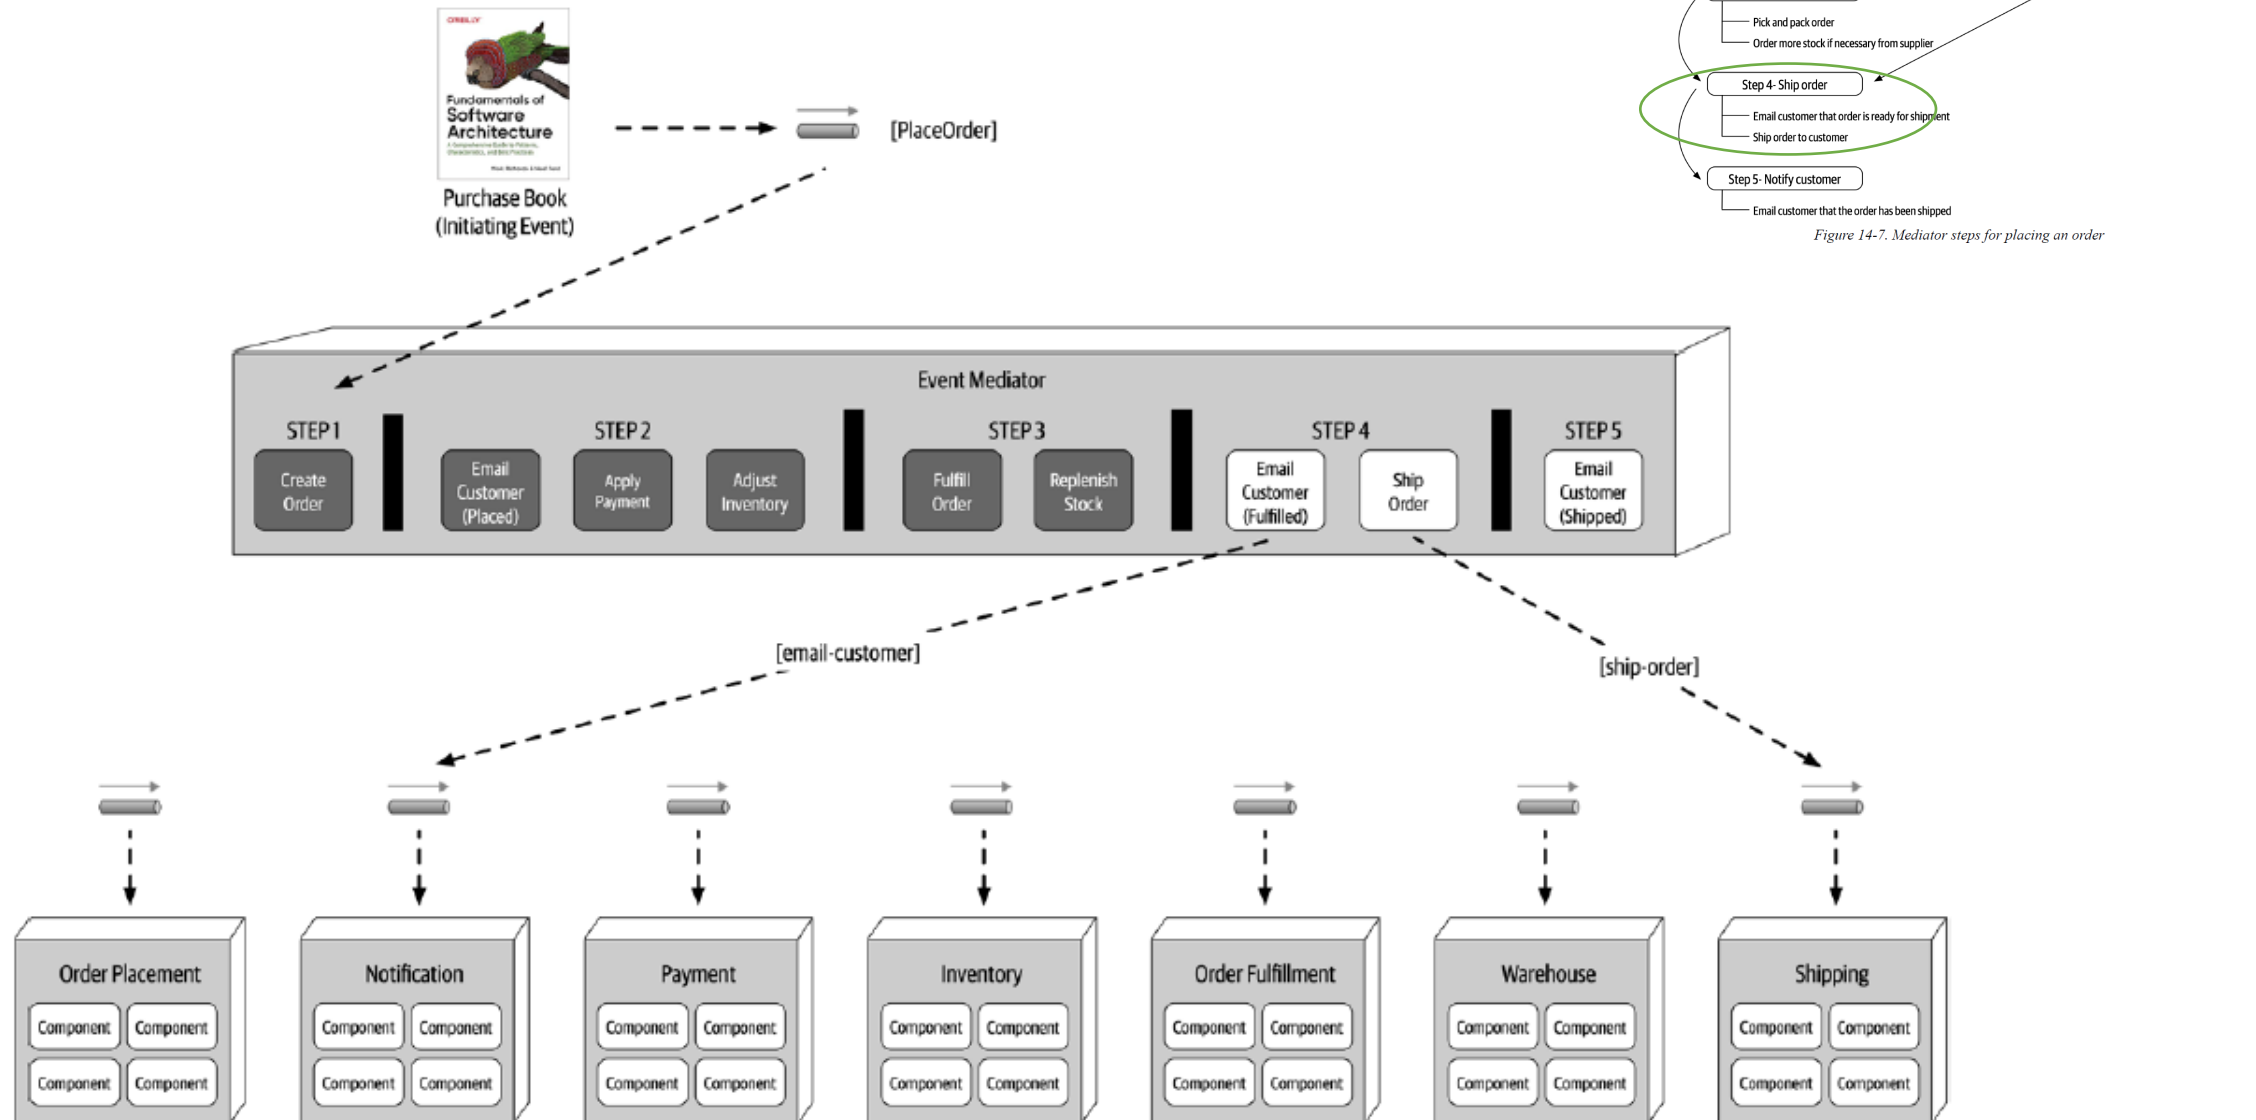 O'REILLY
Fundamentals of
Software
Architecture
Purchase Book
(Initiating Event)
[PlaceOrder]
Pick and pack order
Order more stock if necessary from supplier
Step 4- Ship order
Email customer that order is ready for shipment
Ship order to customer
Step 5- Notify customer
Email customer that the order has been shipped
Figure 14-7. Mediator steps for placing an order
Event Mediator
STEP 1
Create
Order
STEP 2
Email
Customer
(Placed)
Apply
Payment
Adjust
Inventory
STEP 3
Fulfill
Order
Replenish
Stock
STEP 4
Email
Customer
(Fulfilled)
Ship
Order
STEP 5
Email
Customer
(Shipped)
[email-customer]
[ship-order]
Order Placement
Component Component
Component Component
Notification
Component Component
Component Component
Payment
Component Component
Component Component
Inventory
Component Component
Component Component
Order Fulfillment
Component Component
Component Component
Warehouse
Component Component
Component Component
Shipping
Component Component
Component Component